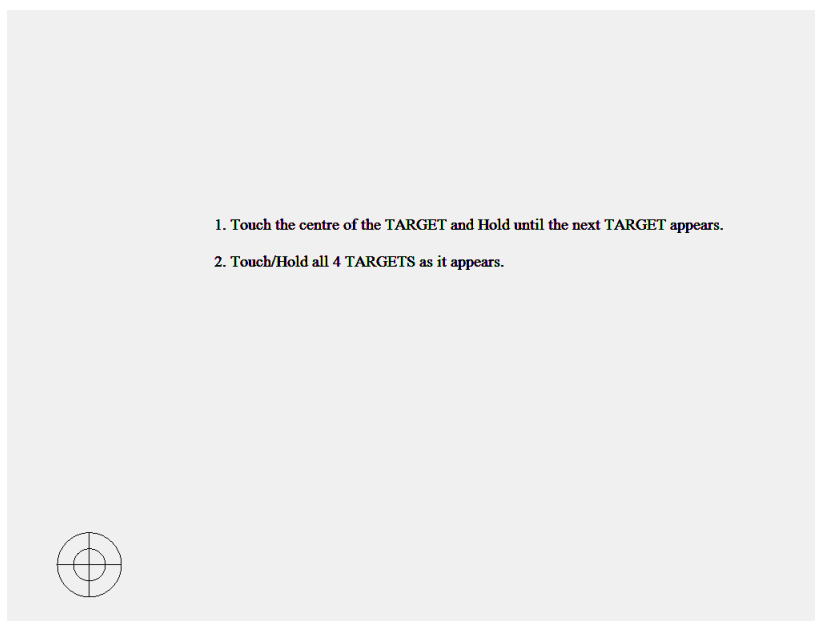 1. Touch the centre of the TARGET and Hold until the next TARGET appears.
2. Touch/Hold all 4 TARGETS as it appears.